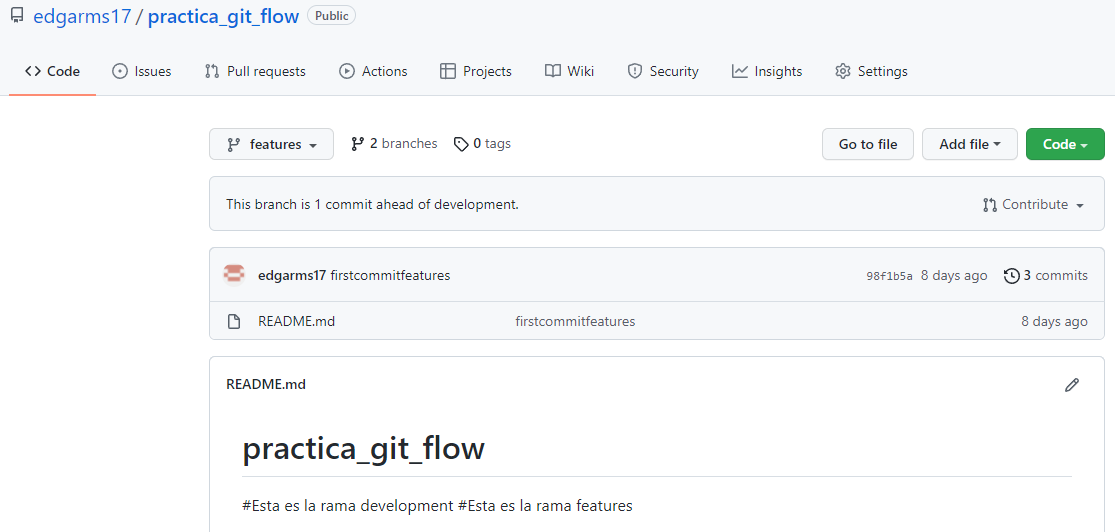 edgarms17 / practica_git_flow Public
Code Issues Pull requests Actions Projects Wiki Security Insights Settings
features 2 branches 0 tags Go to file Add file Code
This branch is 1 commit ahead of development. Contribute
edgarms17 firstcommitfeatures 98f1b5a 8 days ago 3 commits
README.md firstcommitfeatures 8 days ago
README.md
practica_git_flow
#Esta es la rama development #Esta es la rama features